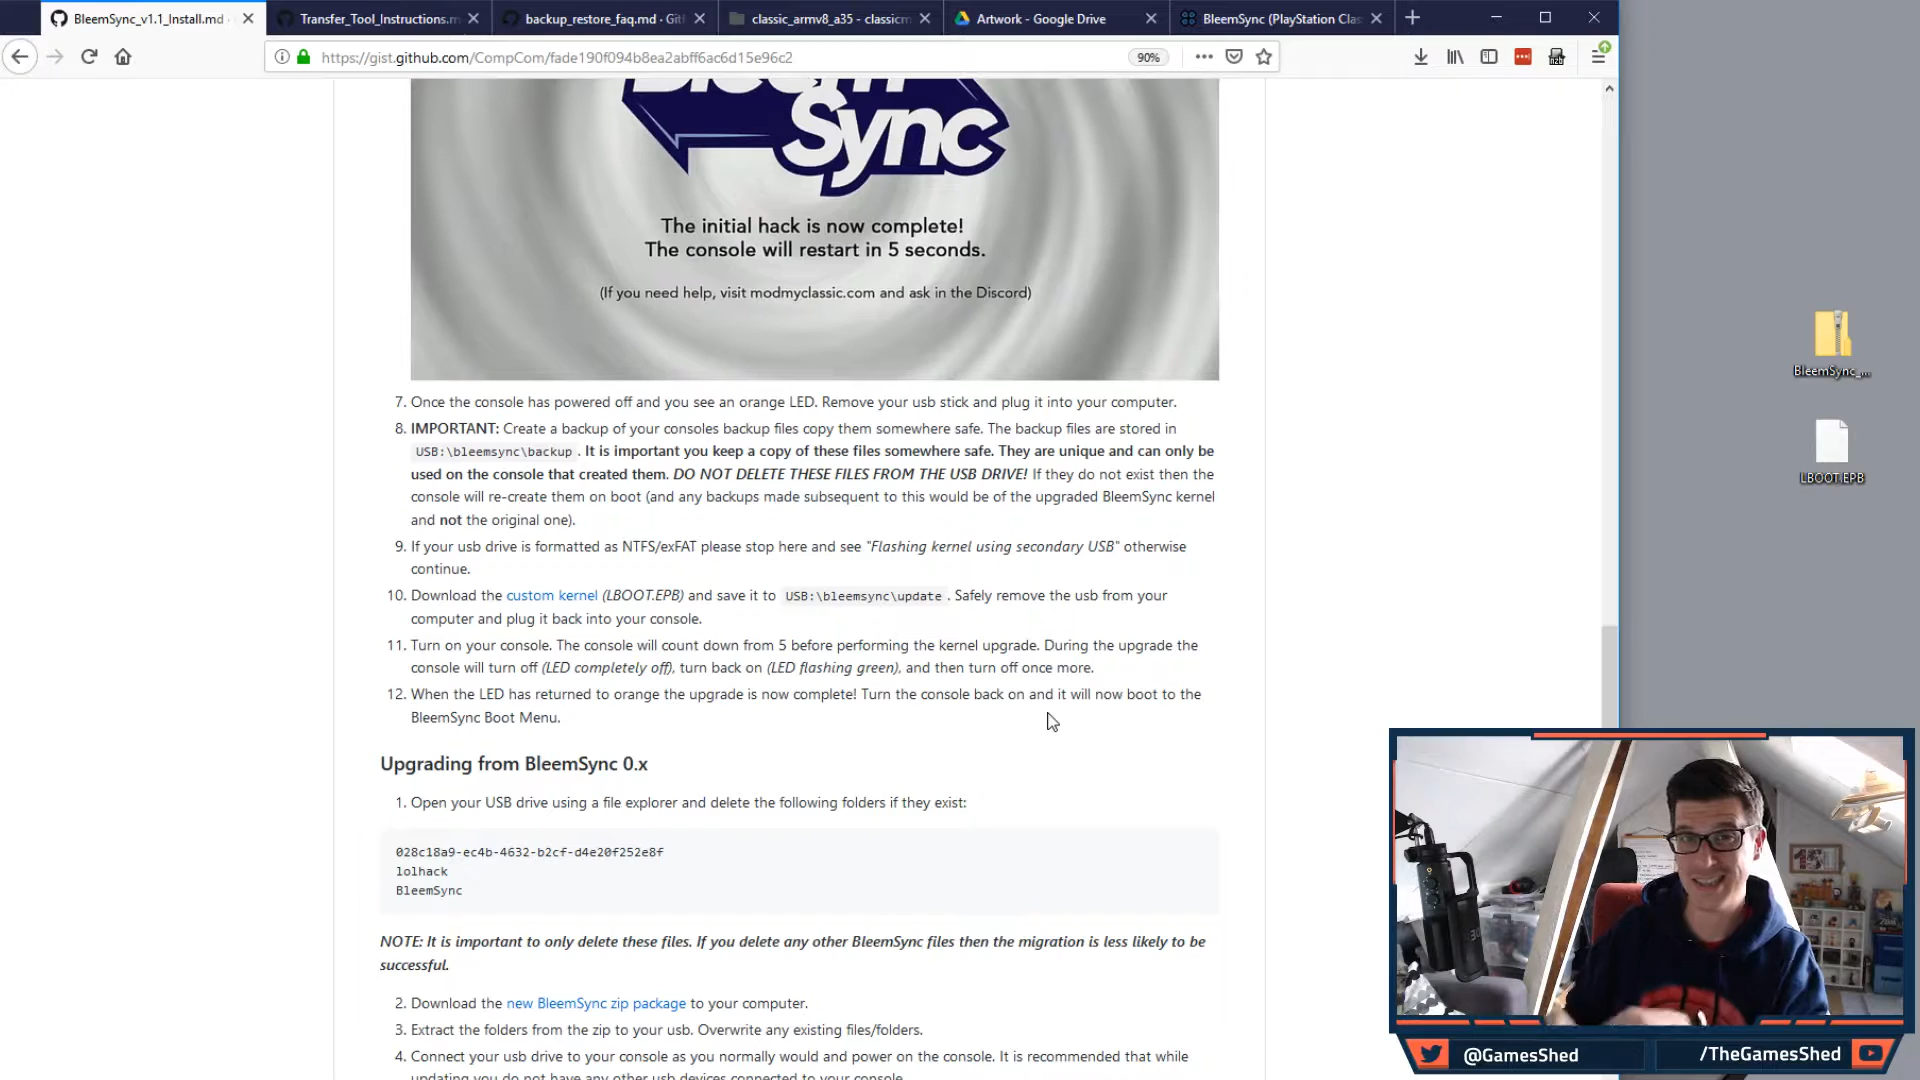 BleemSync_v1.1_Install.md
Transfer_Tool_Instructions.m
backup_restore_faq.md · Git
classic_armv8_a35 - classicm
Artwork - Google Drive
BleemSync (PlayStation Clas
https://gist.github.com/CompCom/fade190f094b8ea2abff6ac6d15e96c2
90%
Bleem
Sync
The initial hack is now complete!
The console will restart in 5 seconds.
(If you need help, visit modmyclassic.com and ask in the Discord)
7. Once the console has powered off and you see an orange LED. Remove your usb stick and plug it into your computer.
8. IMPORTANT: Create a backup of your consoles backup files copy them somewhere safe. The backup files are stored in
USB:\bleemsync\backup . It is important you keep a copy of these files somewhere safe. They are unique and can only be
used on the console that created them. DO NOT DELETE THESE FILES FROM THE USB DRIVE! If they do not exist then the
console will re-create them on boot (and any backups made subsequent to this would be of the upgraded BleemSync kernel
and not the original one).
9. If your usb drive is formatted as NTFS/exFAT please stop here and see "Flashing kernel using secondary USB" otherwise
continue.
10. Download the custom kernel (LBOOT.EPB) and save it to USB:\bleemsync\update . Safely remove the usb from your
computer and plug it back into your console.
11. Turn on your console. The console will count down from 5 before performing the kernel upgrade. During the upgrade the
console will turn off (LED completely off), turn back on (LED flashing green), and then turn off once more.
12. When the LED has returned to orange the upgrade is now complete! Turn the console back on and it will now boot to the
BleemSync Boot Menu.
Upgrading from BleemSync 0.x
1. Open your USB drive using a file explorer and delete the following folders if they exist:
028c18a9-ec4b-4632-b2cf-d4e20f252e8f
lolhack
BleemSync
NOTE: It is important to only delete these files. If you delete any other BleemSync files then the migration is less likely to be
successful.
2. Download the new BleemSync zip package to your computer.
3. Extract the folders from the zip to your usb. Overwrite any existing files/folders.
4. Connect your usb drive to your console as you normally would and power on the console. It is recommended that while
updating you do not have any other usb devices connected to your console.
BleemSync_...
LBOOT.EPB
@GamesShed
/TheGamesShed